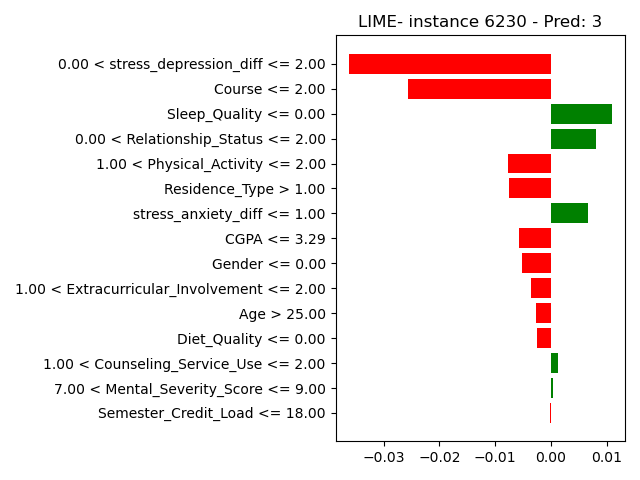 LIME- instance 6230 - Pred: 3
0.00 < stress_depression_diff <= 2.00
Course <= 2.00
Sleep_Quality <= 0.00
0.00 < Relationship_Status <= 2.00
1.00 < Physical_Activity <= 2.00
Residence_Type > 1.00
stress_anxiety_diff <= 1.00
CGPA <= 3.29
Gender <= 0.00
1.00 < Extracurricular_Involvement <= 2.00
Age > 25.00
Diet_Quality <= 0.00
1.00 < Counseling_Service_Use <= 2.00
7.00 < Mental_Severity_Score <= 9.00
Semester_Credit_Load <= 18.00
−0.03 −0.02 −0.01 0.00 0.01